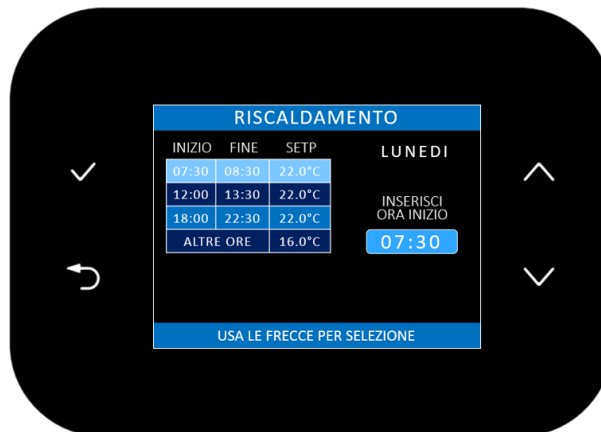 RISCALDAMENTO
INIZIO FINE SETP
07:30 08:30 22.0°C
12:00 13:30 22.0°C
18:00 22:30 22.0°C
ALTRE ORE 16.0°C
LUNEDI
INSERISCI
ORA INIZIO
07:30
USA LE FRECCE PER SELEZIONE